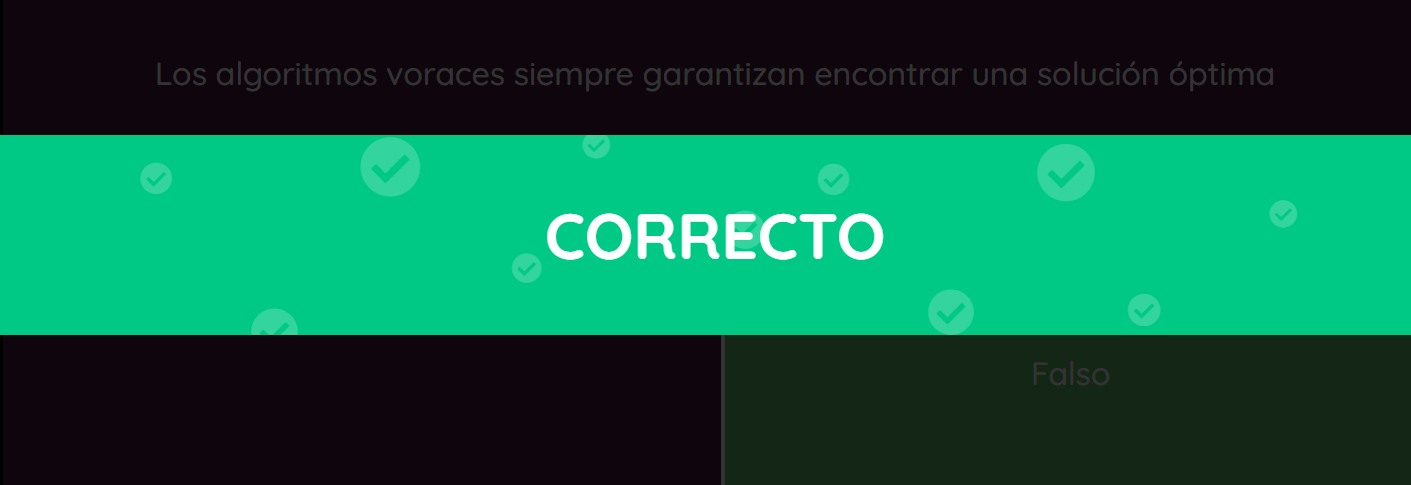 Los algoritmos voraces siempre garantizan encontrar una solución óptima
CORRECTO
Falso